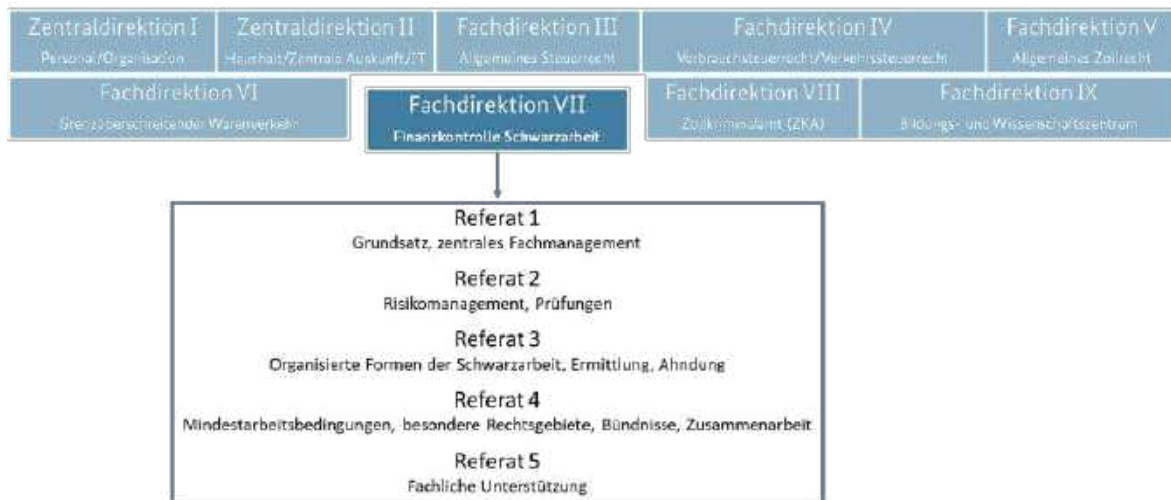 Zentraldirektion I
Personal/Organisation
Zentraldirektion II
Haushalt/Zentrale Auskunft/IT
Fachdirektion III
Allgemeines Steuerrecht
Fachdirektion IV
Verbrauchsteuerrecht/Verkehrssteuerrecht
Fachdirektion V
Allgemeines Zollrecht
Fachdirektion VI
Grenzüberschreitender Warenverkehr
Fachdirektion VII
Finanzkontrolle Schwarzarbeit
Fachdirektion VIII
Zollkriminalamt (ZKA)
Fachdirektion IX
Bildungs- und Wissenschaftszentrum
Referat 1
Grundsatz, zentrales Fachmanagement
Referat 2
Risikomanagement, Prüfungen
Referat 3
Organisierte Formen der Schwarzarbeit, Ermittlung, Ahndung
Referat 4
Mindestarbeitsbedingungen, besondere Rechtsgebiete, Bündnisse, Zusammenarbeit
Referat 5
Fachliche Unterstützung